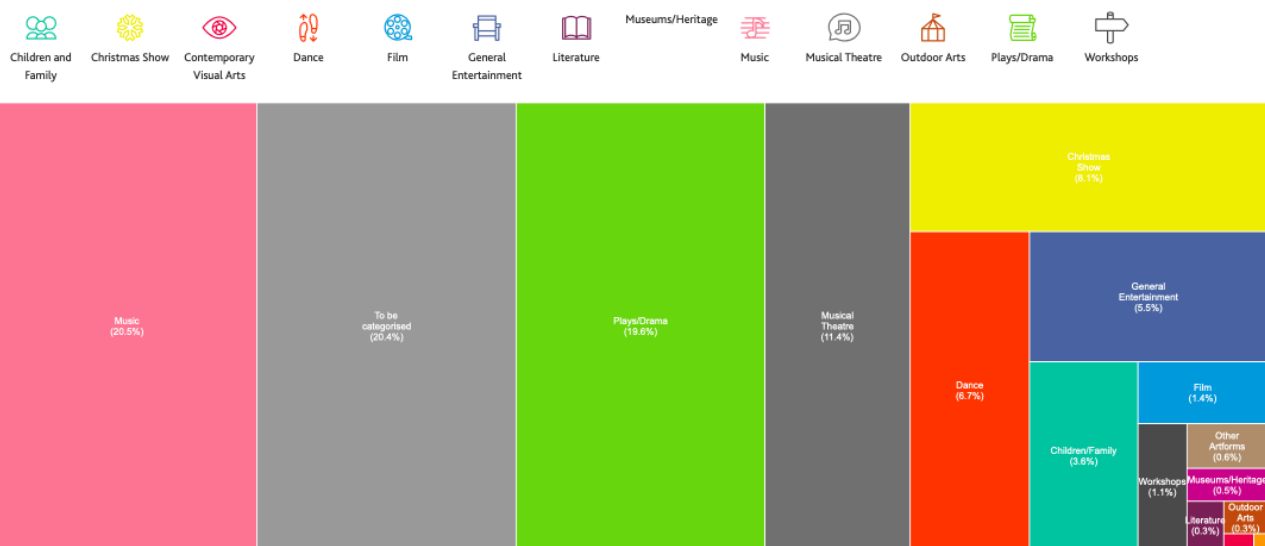 Children and
Family
Christmas Show
Contemporary
Visual Arts
Dance
Film
General
Entertainment
Literature
Museums/Heritage
Music
Musical Theatre
Outdoor Arts
Plays/Drama
Workshops
Music
(20.5%)
To be
categorised
(20.4%)
Plays/Drama
(19.6%)
Musical
Theatre
(11.4%)
Christmas
Show
(8.1%)
Dance
(6.7%)
General
Entertainment
(5.5%)
Children/Family
(3.6%)
Film
(1.4%)
Workshops
(1.1%)
Other
Artforms
(0.6%)
Museums/Heritage
(0.5%)
Literature
(0.3%)
Outdoor
Arts
(0.3%)